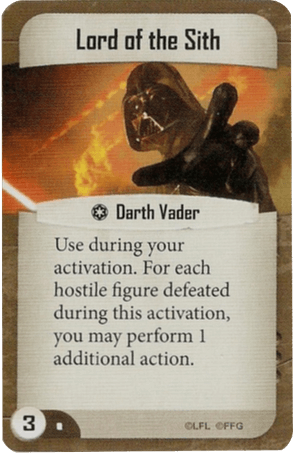 Lord of the Sith
Darth Vader
Use during your
activation. For each
hostile figure defeated
during this activation,
you may perform 1
additional action.
3
©LFL ©FFG